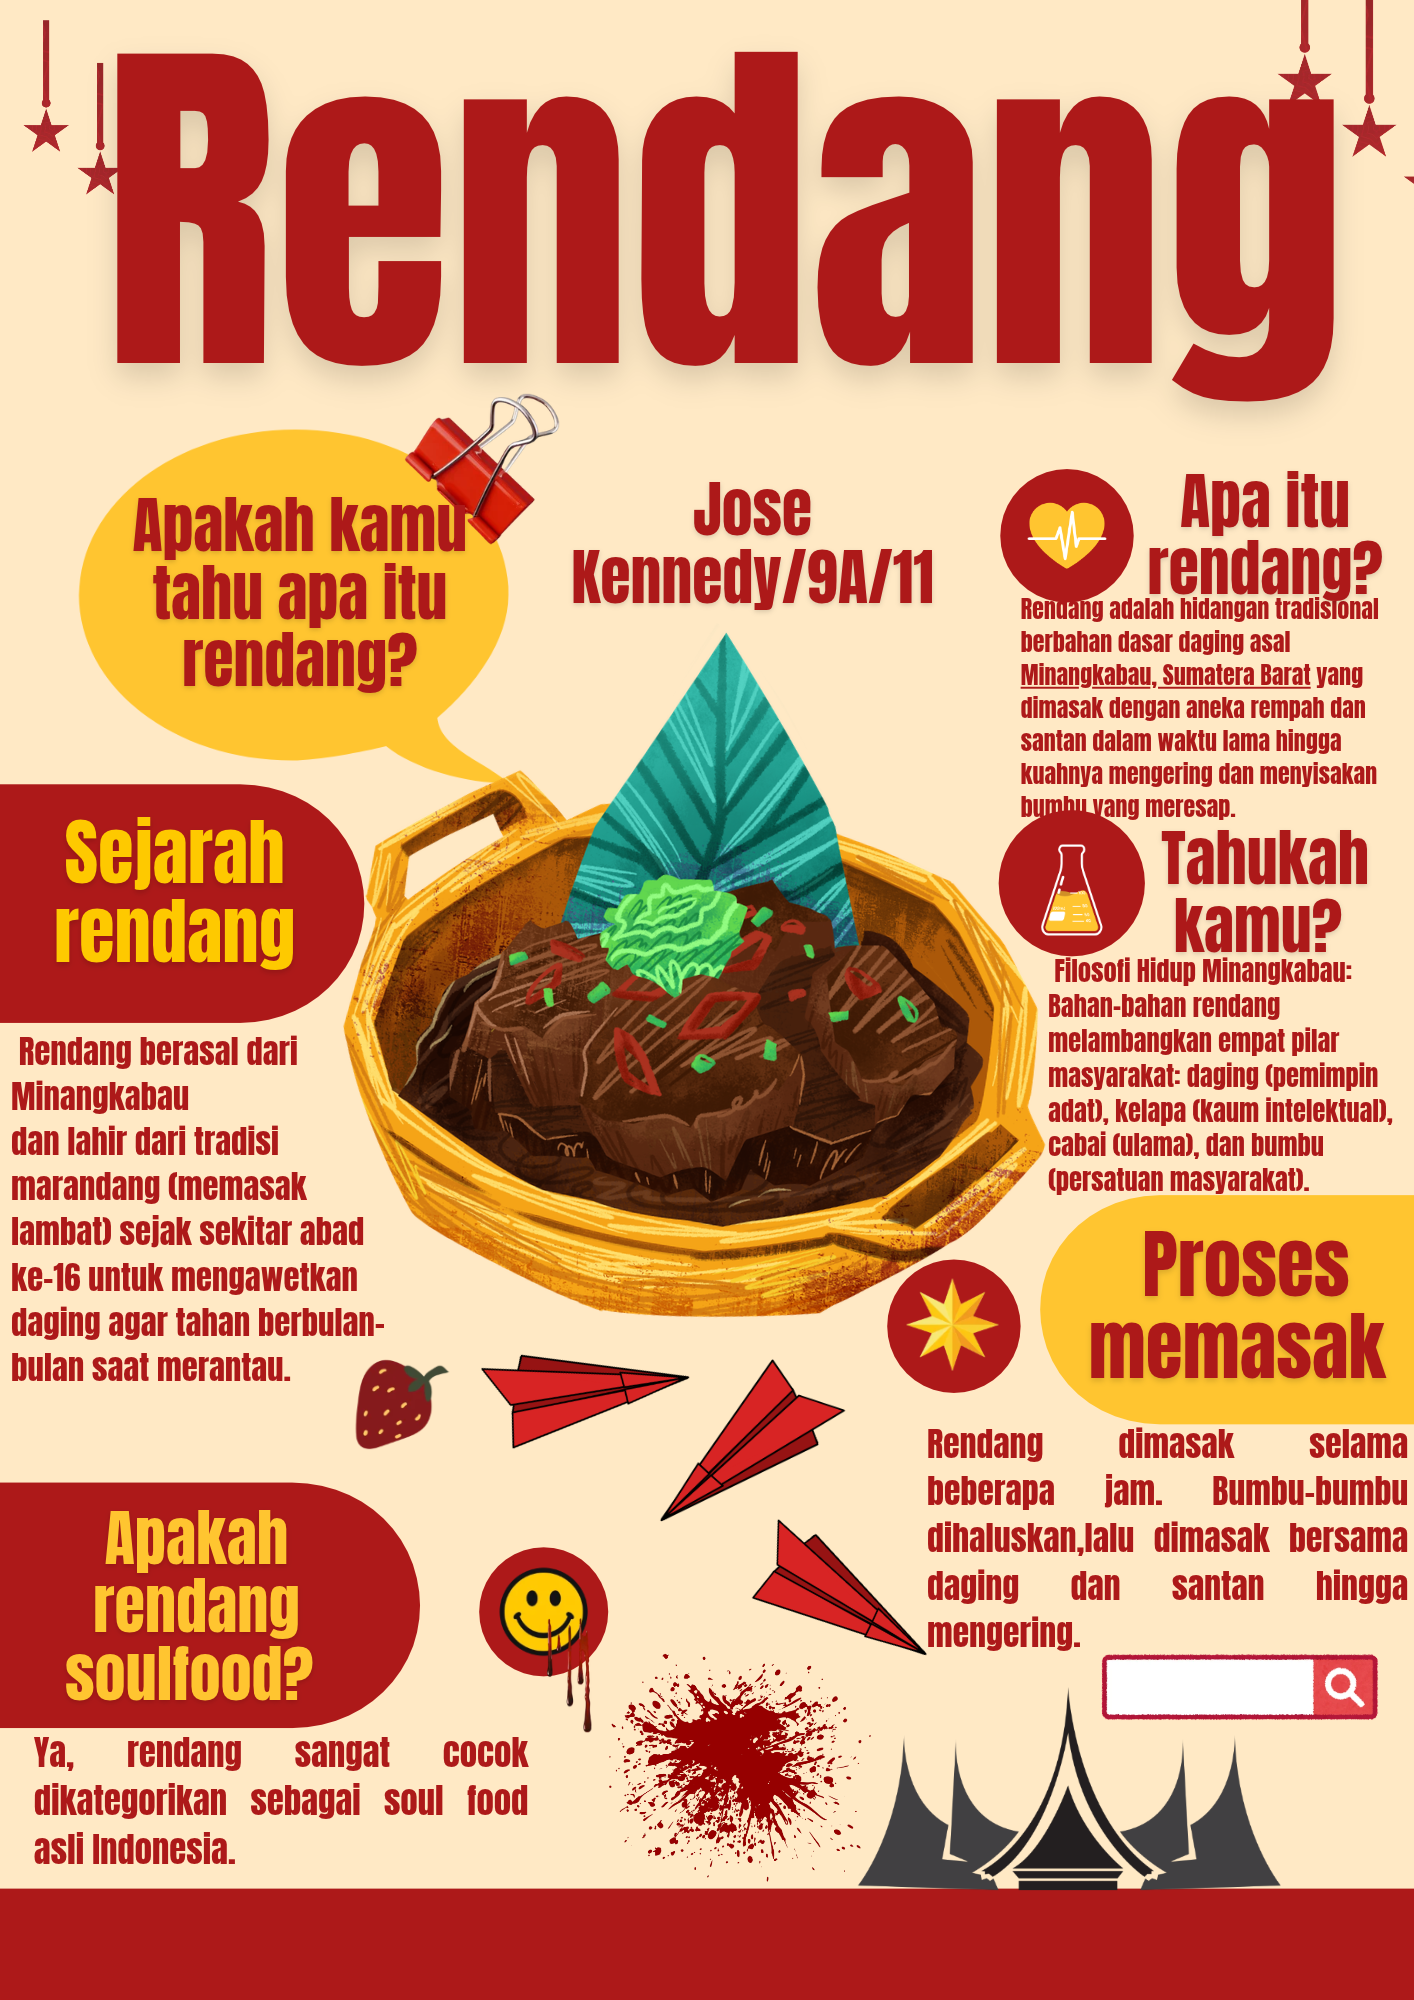 Rendang
Apakah kamu
tahu apa itu
rendang?
Jose
Kennedy/9A/11
Apa itu
rendang?
Rendang adalah hidangan tradisional
berbahan dasar daging asal
Minangkabau, Sumatera Barat yang
dimasak dengan aneka rempah dan
santan dalam waktu lama hingga
kuahnya mengering dan menyisakan
bumbu yang meresap.
Sejarah
rendang
Rendang berasal dari
Minangkabau
dan lahir dari tradisi
marandang (memasak
lambat) sejak sekitar abad
ke-16 untuk mengawetkan
daging agar tahan berbulan-
bulan saat merantau.
Tahukah
kamu?
Filosofi Hidup Minangkabau:
Bahan-bahan rendang
melambangkan empat pilar
masyarakat: daging (pemimpin
adat), kelapa (kaum intelektual),
cabai (ulama), dan bumbu
(persatuan masyarakat).
Proses
memasak
Rendang dimasak selama
beberapa jam. Bumbu-bumbu
dihaluskan,lalu dimasak bersama
daging dan santan hingga
mengering.
Apakah
rendang
soulfood?
Ya, rendang sangat cocok
dikategorikan sebagai soul food
asli Indonesia.